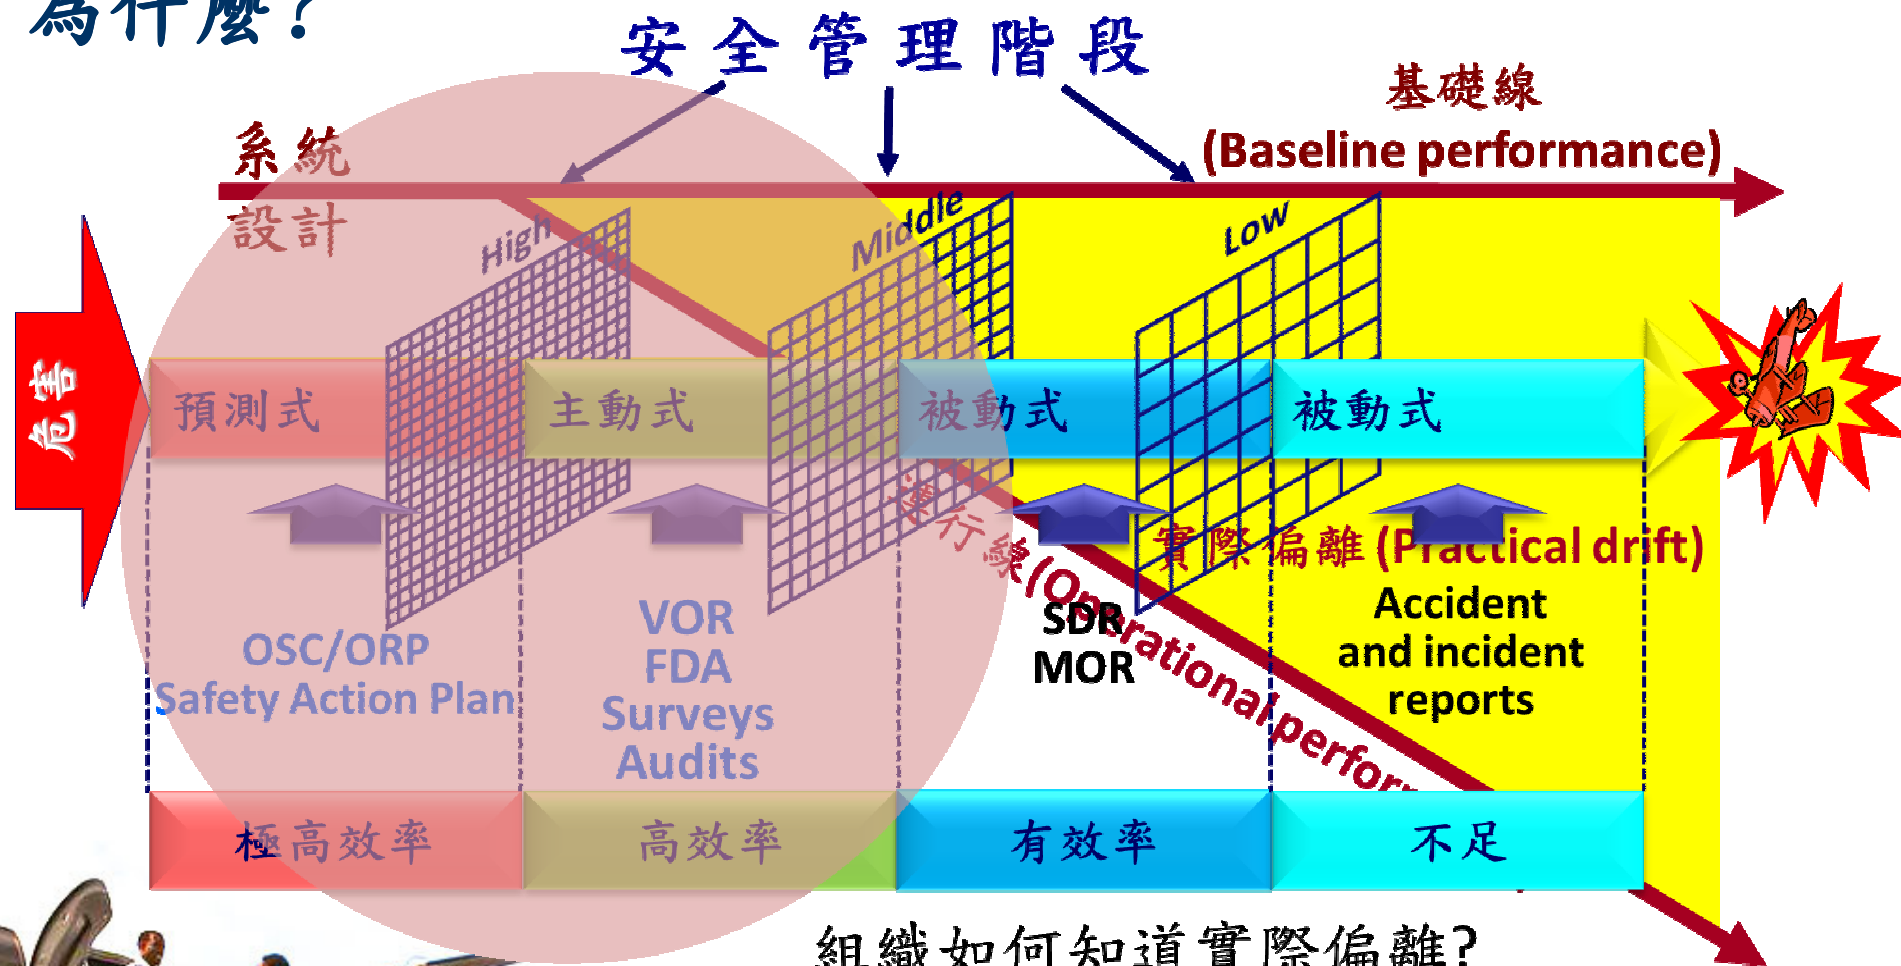 為什麼?
安全管理階段
基礎線
(Baseline performance)
系統
設計
High
Middle
Low
危害
預測式
主動式
被動式
被動式
運行線(Operational perfor
實際偏離(Practical drift)
OSC/ORP
Safety Action Plan
VOR
FDA
Surveys
Audits
SDR
MOR
Accident
and incident
reports
極高效率
高效率
有效率
不足
組織如何知道實際偏離?